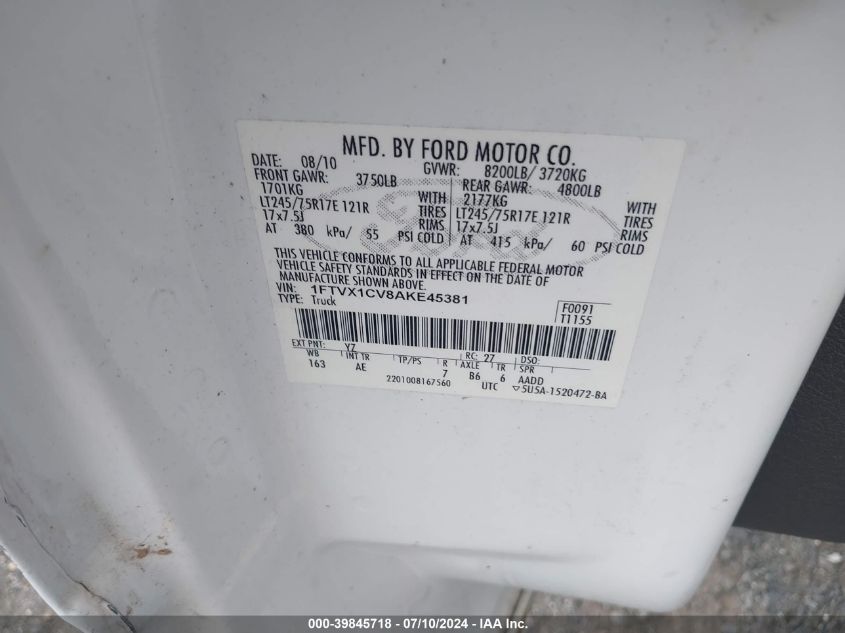 MFD. BY FORD MOTOR CO.
DATE: 08/10 GVWR: 8200LB/ 3720KG
FRONT GAWR: 3750LB REAR GAWR: 4800LB
1701KG WITH 2177KG WITH
LT245/75R17E 121R TIRES LT245/75R17E 121R TIRES
17x7.5J RIMS 17x7.5J RIMS
AT 380 kPa/ 55 PSI COLD AT 415 kPa/ 60 PSI COLD
THIS VEHICLE CONFORMS TO ALL APPLICABLE FEDERAL MOTOR
VEHICLE SAFETY STANDARDS IN EFFECT ON THE DATE OF
MANUFACTURE SHOWN ABOVE.
VIN: 1FTVX1CV8AKE45381
TYPE: Truck
F0091
T1155
EXT PNT: YZ RC: 27 DSO:
WB INT TR TP/PS R AXLE TR SPR
163 AE 7 B6 6 AADD
2201008167560 UTC ▽5U5A-1520472-BA
Ford
000-39845718 - 07/10/2024 - IAA Inc.